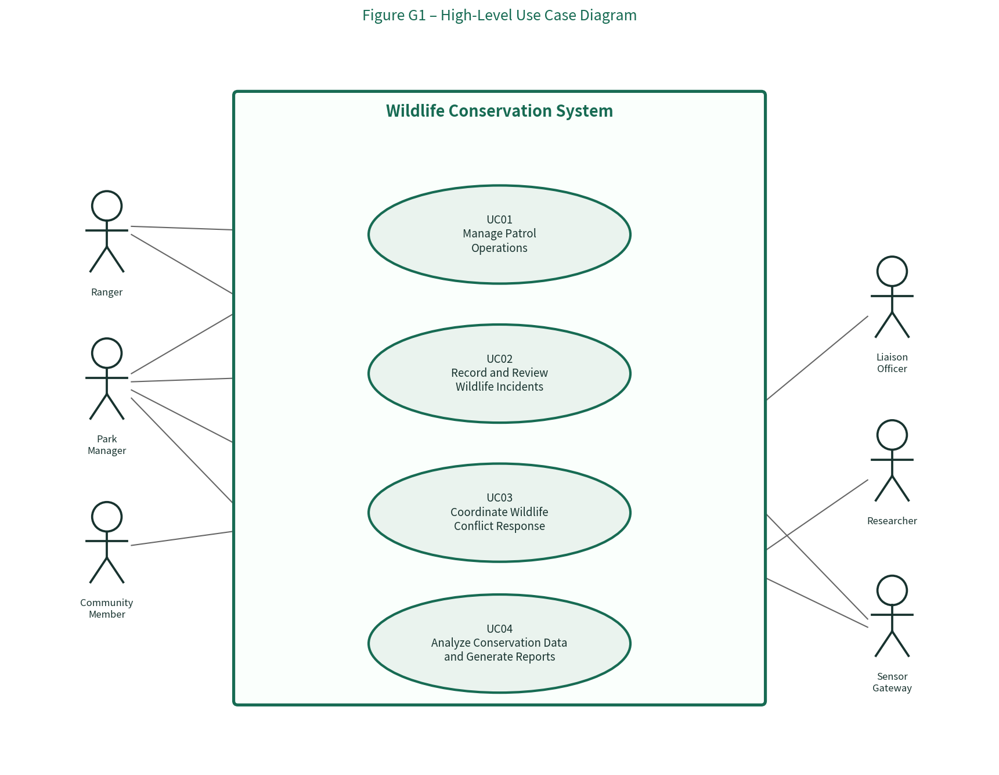 Figure G1 – High-Level Use Case Diagram
Wildlife Conservation System
UC01
Manage Patrol
Operations
UC02
Record and Review
Wildlife Incidents
UC03
Coordinate Wildlife
Conflict Response
UC04
Analyze Conservation Data
and Generate Reports
Ranger
Park
Manager
Community
Member
Liaison
Officer
Researcher
Sensor
Gateway